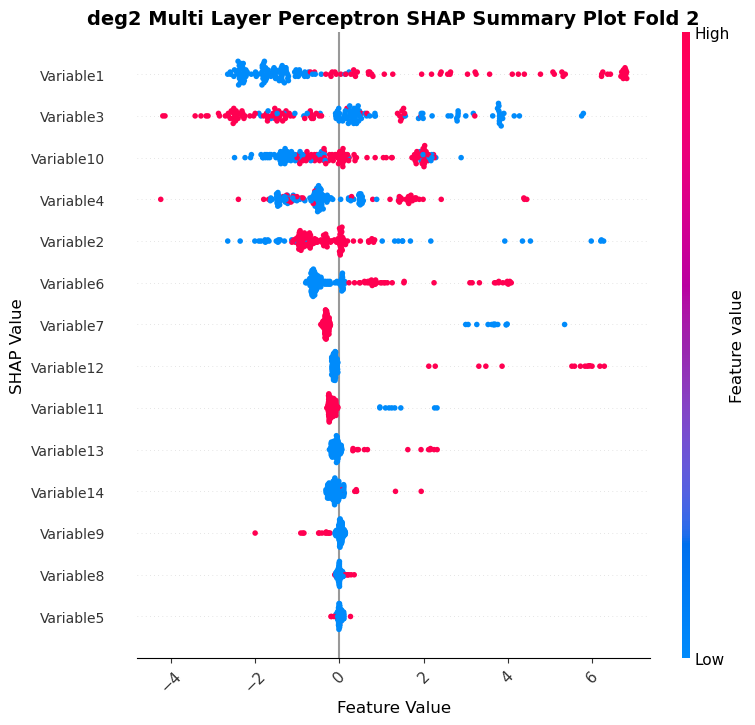 deg2 Multi Layer Perceptron SHAP Summary Plot Fold 2
High
Variable1
Variable3
Variable10
Variable4
Variable2
Variable6
Variable7
Variable12
Variable11
Variable13
Variable14
Variable9
Variable8
Variable5
SHAP Value
Feature value
Low
−4 −2 0 2 4 6
Feature Value